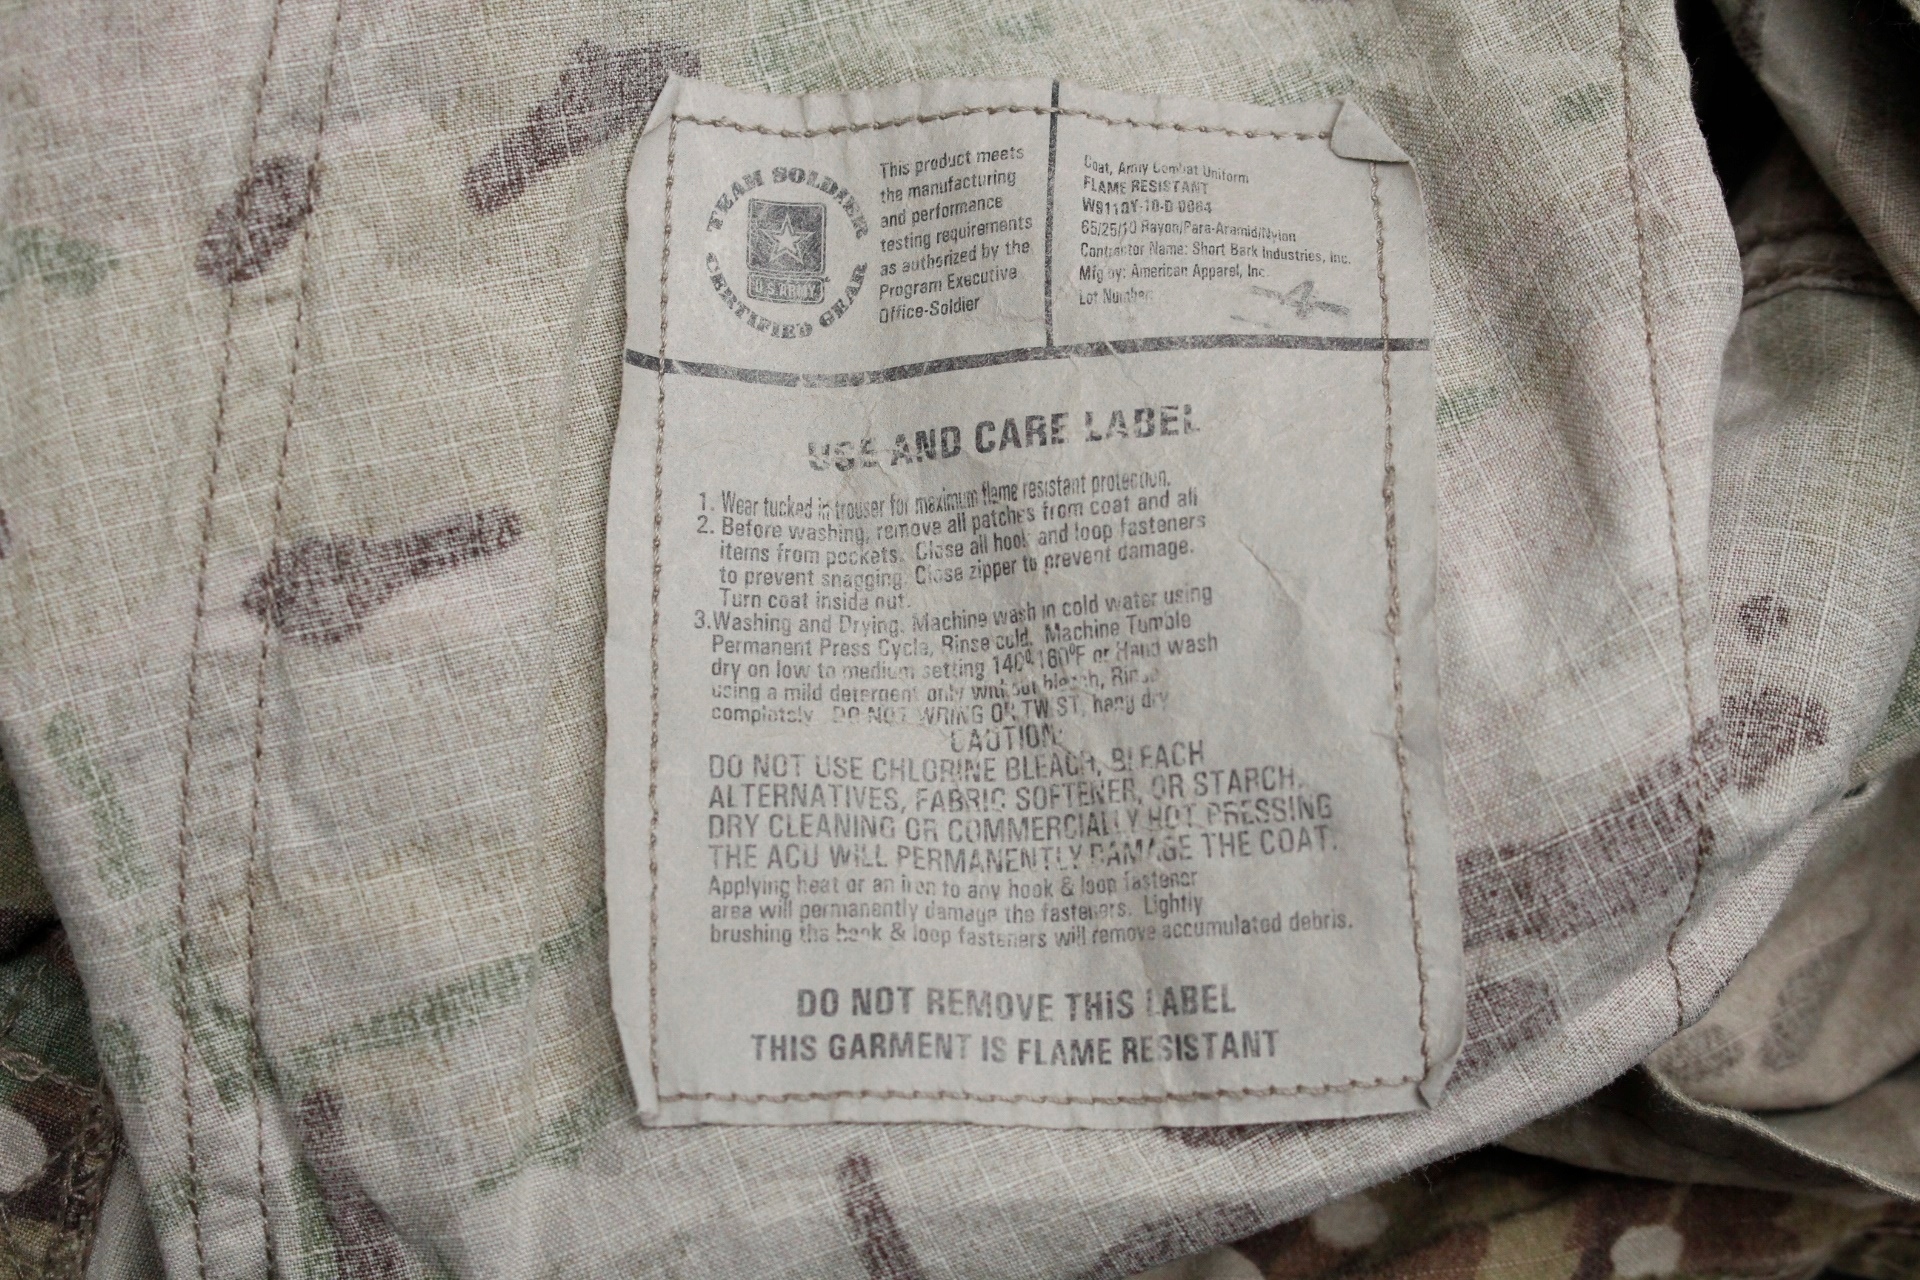 TEAM SOLDIER
CERTIFIED GEAR
U.S. ARMY
This product meets
the manufacturing
and performance
testing requirements
as authorized by the
Program Executive
Office-Soldier
Coat, Army Combat Uniform
FLAME RESISTANT
65/25/10 Rayon/Para-Aramid/Nylon
Contractor Name: Short Bark Industries, Inc.
Mfg by: American Apparel, Inc.
Lot Number:
USE AND CARE LABEL
1. Wear tucked in trouser for maximum flame resistant protection.
2. Before washing, remove all patches from coat and all
items from pockets. Close all hook and loop fasteners
to prevent snagging. Close zipper to prevent damage.
Turn coat inside out.
3.Washing and Drying. Machine wash in cold water using
Permanent Press Cycle, Rinse cold. Machine Tumble
dry on low to medium setting 140º-160ºF or Hand wash
using a mild detergent only without bleach, Rinse
completely. DO NOT WRING OR TWIST, hang dry
CAUTION:
DO NOT USE CHLORINE BLEACH, BLEACH
ALTERNATIVES, FABRIC SOFTENER, OR STARCH.
DRY CLEANING OR COMMERCIALLY HOT PRESSING
THE ACU WILL PERMANENTLY DAMAGE THE COAT.
Applying heat or an iron to any hook & loop fastener
area will permanently damage the fasteners. Lightly
brushing the hook & loop fasteners will remove accumulated debris.
DO NOT REMOVE THIS LABEL
THIS GARMENT IS FLAME RESISTANT